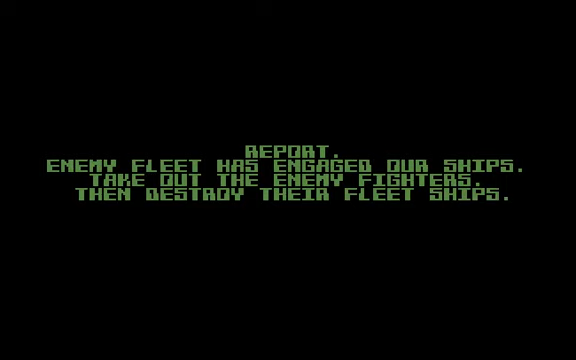 REPORT.
ENEMY FLEET HAS ENGAGED OUR SHIPS.
TAKE OUT THE ENEMY FIGHTERS.
THEN DESTROY THEIR FLEET SHIPS.